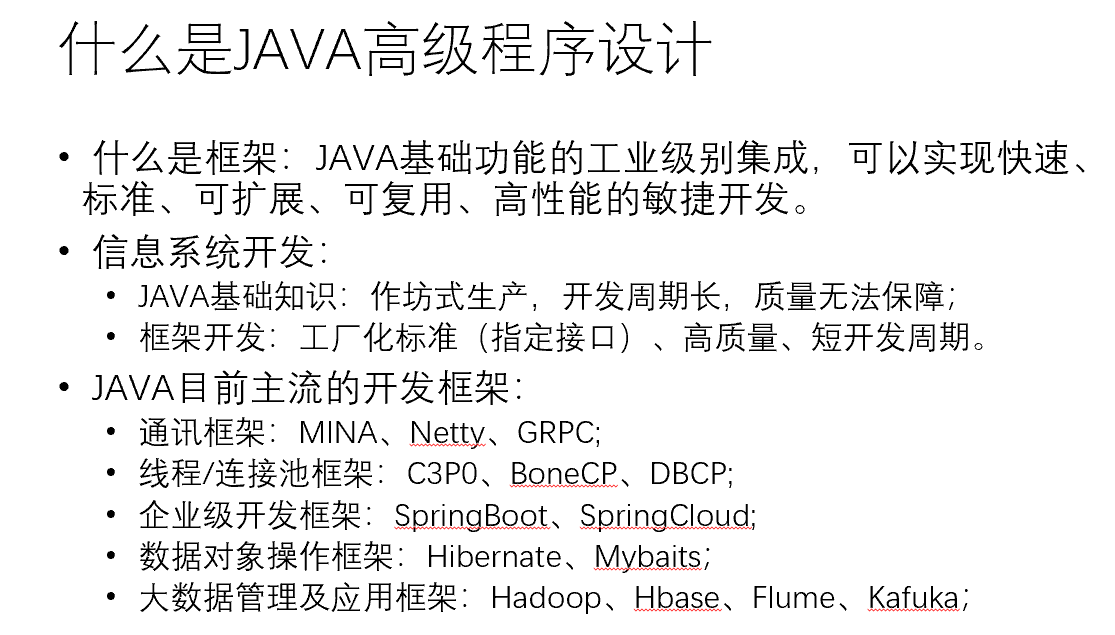 什么是JAVA高级程序设计
• 什么是框架：JAVA基础功能的工业级别集成，可以实现快速、
标准、可扩展、可复用、高性能的敏捷开发。
• 信息系统开发：
• JAVA基础知识：作坊式生产，开发周期长，质量无法保障；
• 框架开发：工厂化标准（指定接口）、高质量、短开发周期。
• JAVA目前主流的开发框架：
• 通讯框架：MINA、Netty、GRPC;
• 线程/连接池框架：C3P0、BoneCP、DBCP;
• 企业级开发框架：SpringBoot、SpringCloud;
• 数据对象操作框架：Hibernate、Mybaits；
• 大数据管理及应用框架：Hadoop、Hbase、Flume、Kafuka；